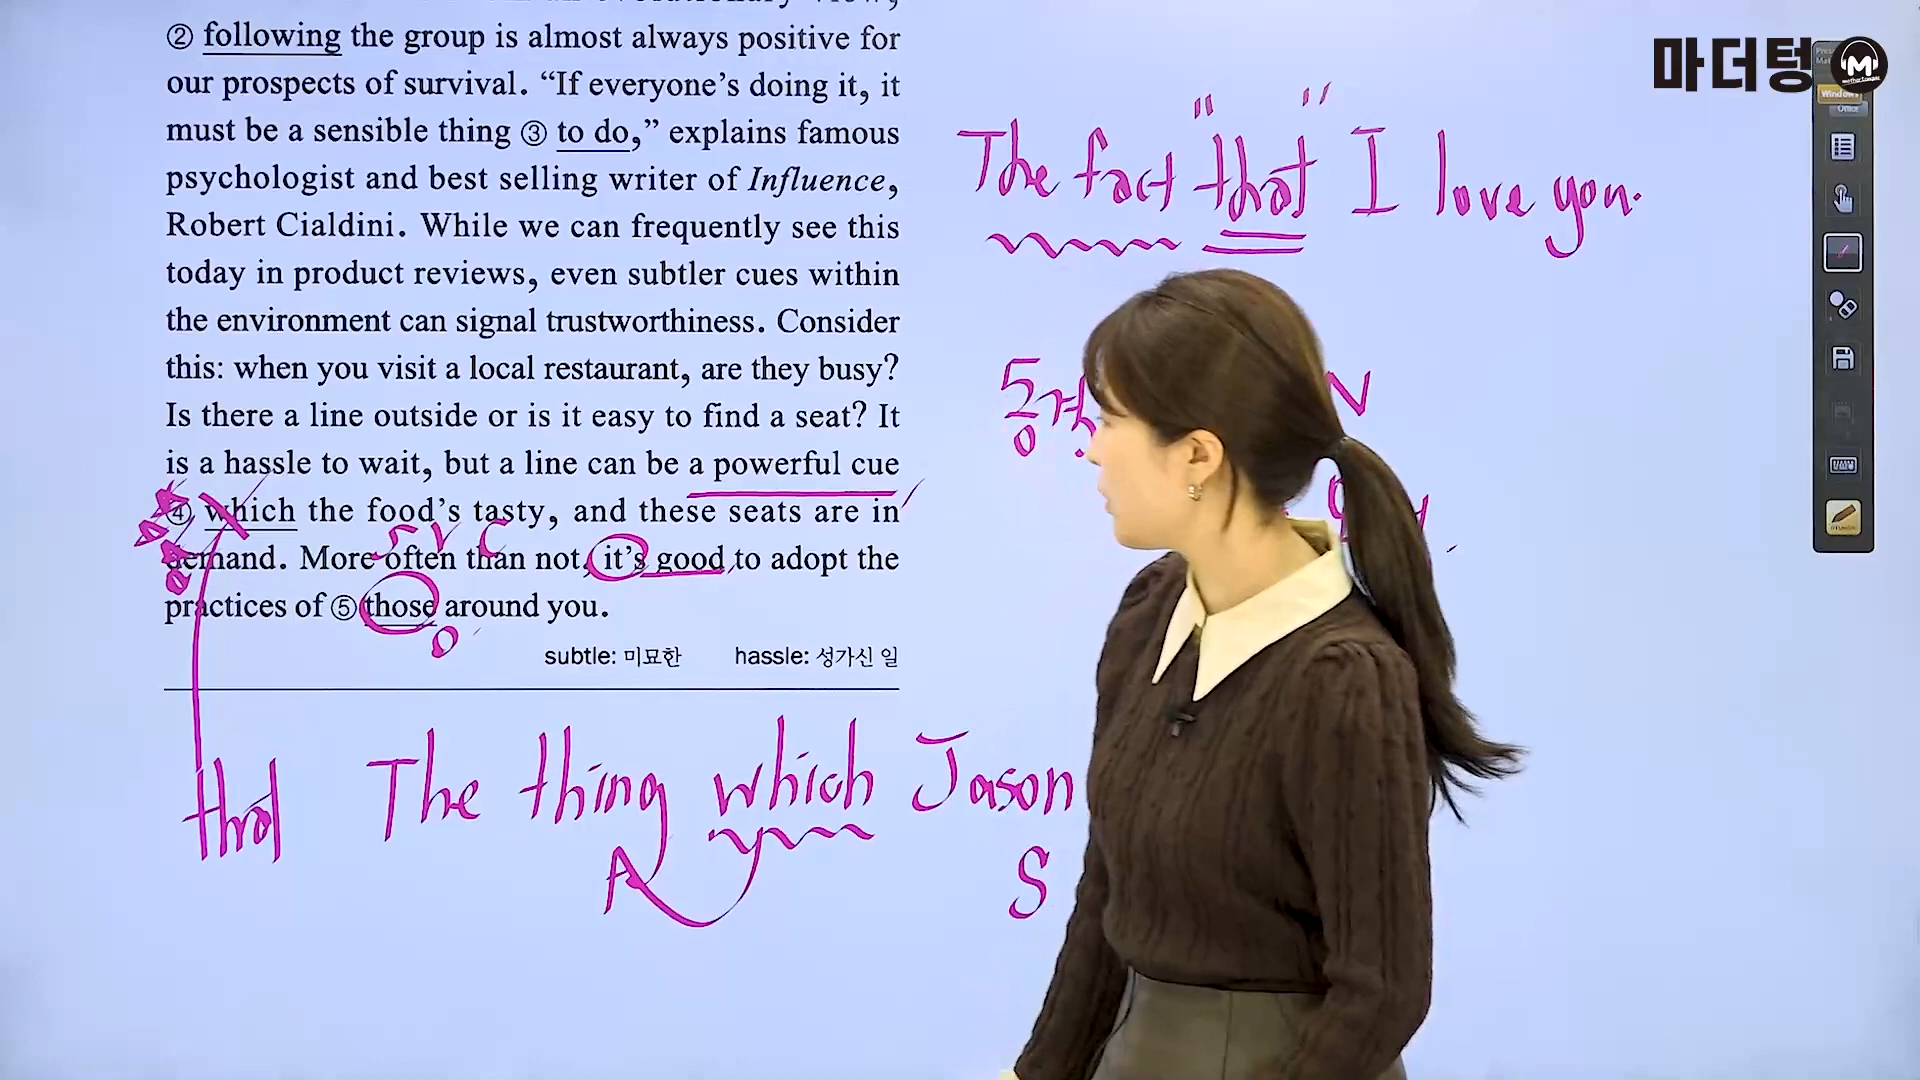 ② following the group is almost always positive for
our prospects of survival. “If everyone’s doing it, it
must be a sensible thing ③ to do,” explains famous
psychologist and best selling writer of Influence,
Robert Cialdini. While we can frequently see this
today in product reviews, even subtler cues within
the environment can signal trustworthiness. Consider
this: when you visit a local restaurant, are they busy?
Is there a line outside or is it easy to find a seat? It
is a hassle to wait, but a line can be a powerful cue
④ which the food’s tasty, and these seats are in
S V C
demand. More often than not, it’s good to adopt the
practices of ⑤ those around you.
O
subtle: 미묘한 hassle: 성가신 일
that The thing which Jason
A S
The fact "that" I love you.
마더텅
M